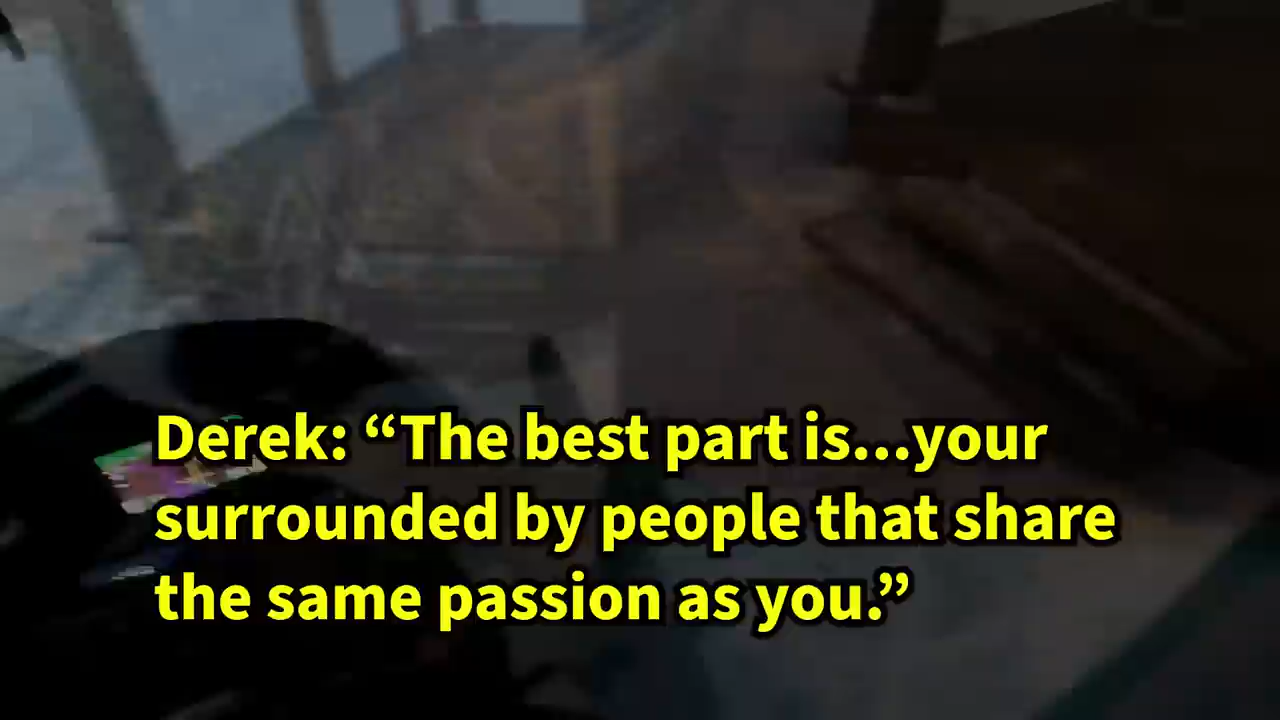 Derek: “The best part is...your
surrounded by people that share
the same passion as you.”